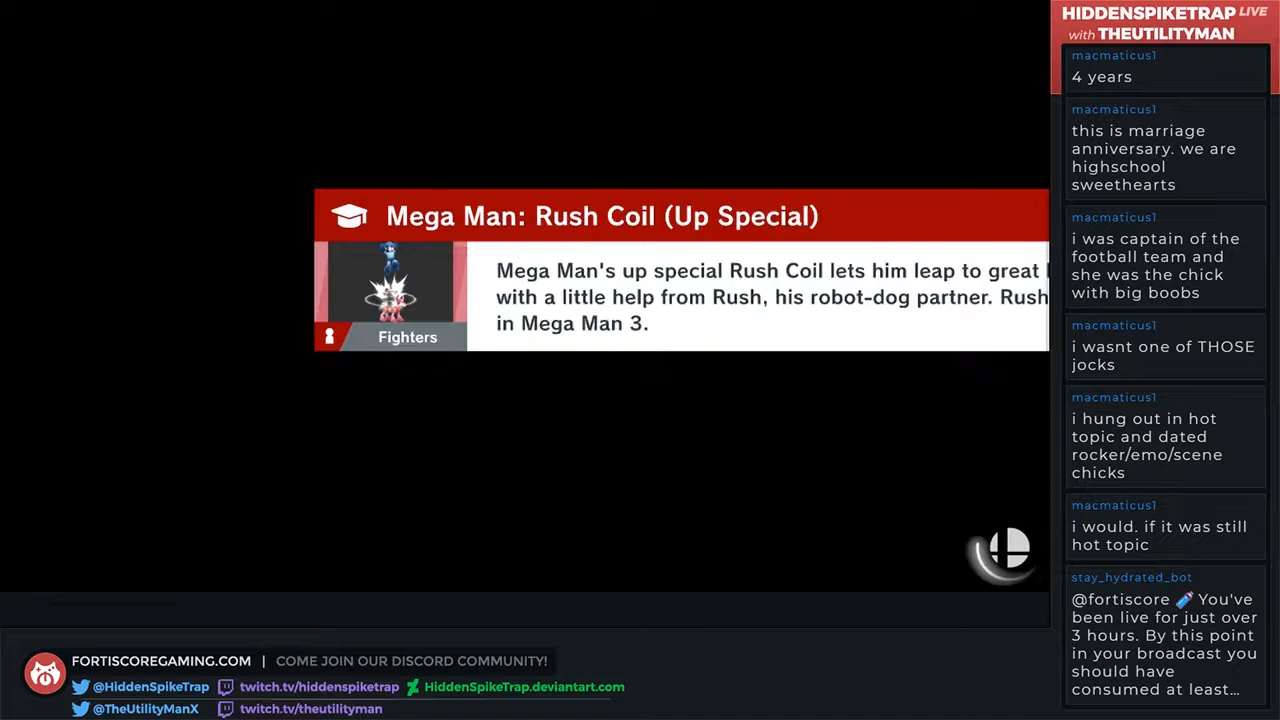 HIDDENSPIKETRAP LIVE
with THEUTILITYMAN
macmaticus1
4 years
macmaticus1
this is marriage
anniversary. we are
highschool
sweethearts
macmaticus1
i was captain of the
football team and
she was the chick
with big boobs
macmaticus1
i wasnt one of THOSE
jocks
macmaticus1
i hung out in hot
topic and dated
rocker/emo/scene
chicks
macmaticus1
i would. if it was still
hot topic
stay_hydrated_bot
@fortiscore You've
been live for just over
3 hours. By this point
in your broadcast you
should have
consumed at least...
Mega Man: Rush Coil (Up Special)
Mega Man's up special Rush Coil lets him leap to great
with a little help from Rush, his robot-dog partner. Rush
in Mega Man 3.
Fighters
FORTISCOREGAMING.COM | COME JOIN OUR DISCORD COMMUNITY!
@HiddenSpikeTrap twitch.tv/hiddenspiketrap HiddenSpikeTrap.deviantart.com
@TheUtilityManX twitch.tv/theutilityman